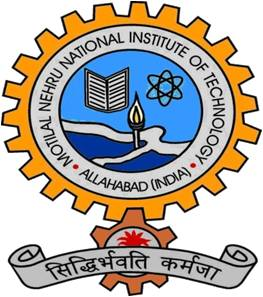 MOTILAL NEHRU NATIONAL INSTITUTE OF TECHNOLOGY
• ALLAHABAD (INDIA) •
सिद्धिर्भवति कर्मजा